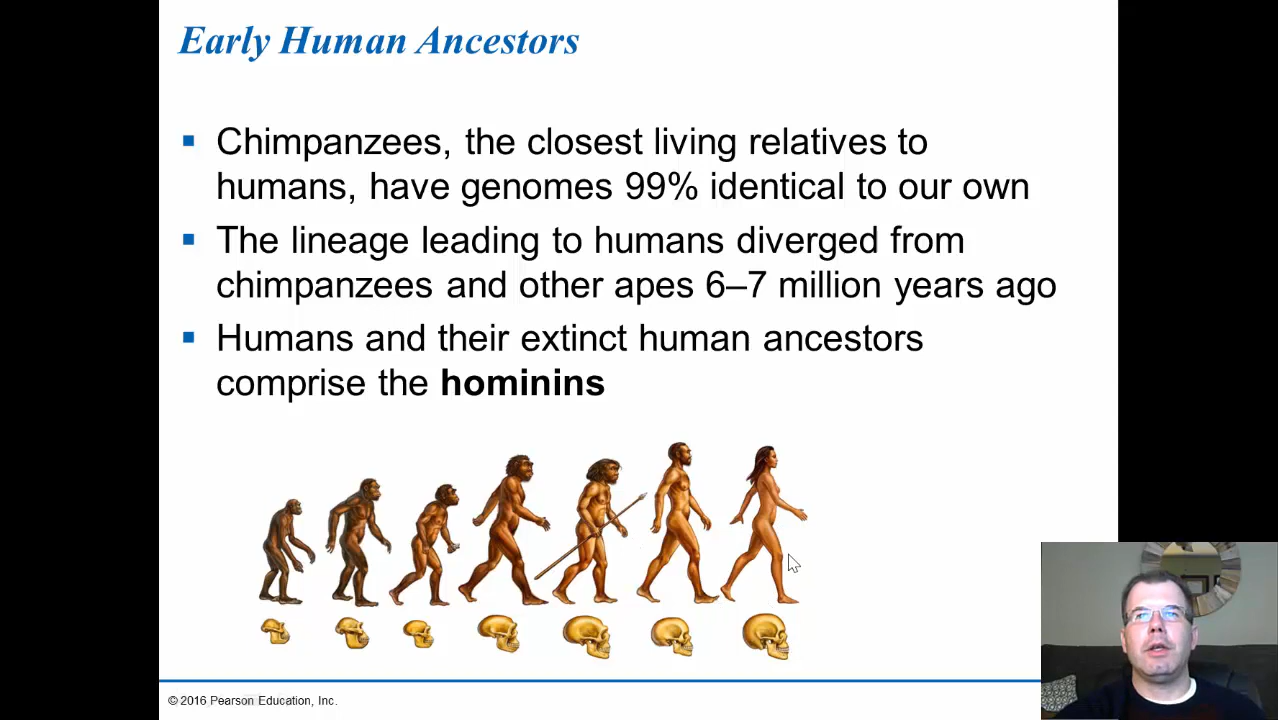 Early Human Ancestors
Chimpanzees, the closest living relatives to
humans, have genomes 99% identical to our own
The lineage leading to humans diverged from
chimpanzees and other apes 6–7 million years ago
Humans and their extinct human ancestors
comprise the hominins
© 2016 Pearson Education, Inc.